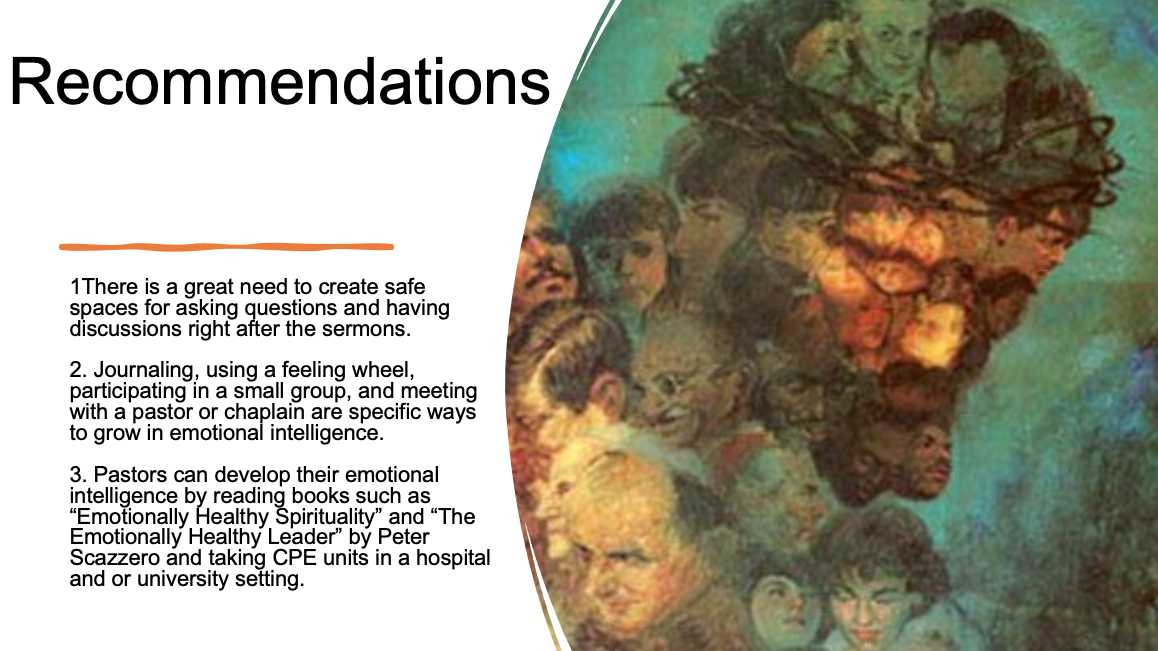 Recommendations
1There is a great need to create safe
spaces for asking questions and having
discussions right after the sermons.
2. Journaling, using a feeling wheel,
participating in a small group, and meeting
with a pastor or chaplain are specific ways
to grow in emotional intelligence.
3. Pastors can develop their emotional
intelligence by reading books such as
“Emotionally Healthy Spirituality” and “The
Emotionally Healthy Leader” by Peter
Scazzero and taking CPE units in a hospital
and or university setting.